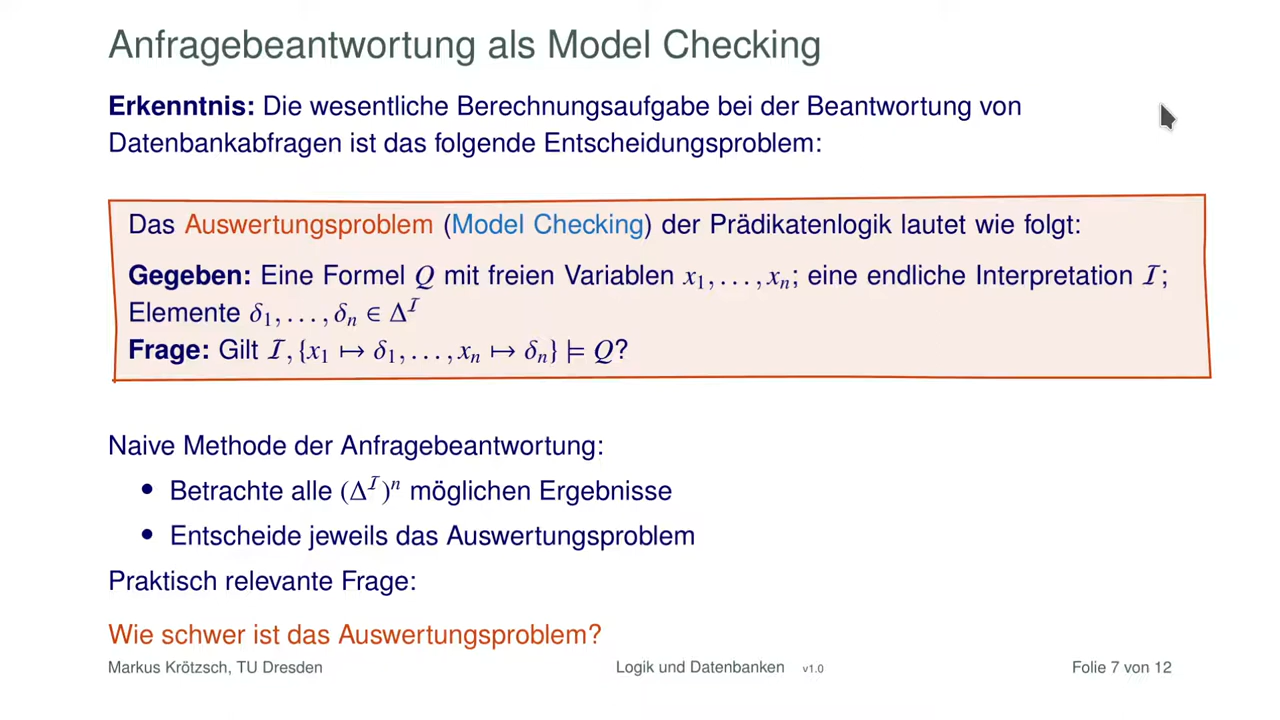 Anfragebeantwortung als Model Checking
Erkenntnis: Die wesentliche Berechnungsaufgabe bei der Beantwortung von
Datenbankabfragen ist das folgende Entscheidungsproblem:
Das Auswertungsproblem (Model Checking) der Prädikatenlogik lautet wie folgt:
Gegeben: Eine Formel Q mit freien Variablen x₁, . . . , xₙ; eine endliche Interpretation I;
Elemente δ₁, . . . , δₙ ∈ Δᴵ
Frage: Gilt I, {x₁ ↦ δ₁, . . . , xₙ ↦ δₙ} ⊨ Q?
Naive Methode der Anfragebeantwortung:
• Betrachte alle (Δᴵ)ⁿ möglichen Ergebnisse
• Entscheide jeweils das Auswertungsproblem
Praktisch relevante Frage:
Wie schwer ist das Auswertungsproblem?
Markus Krötzsch, TU Dresden Logik und Datenbanken v1.0 Folie 7 von 12